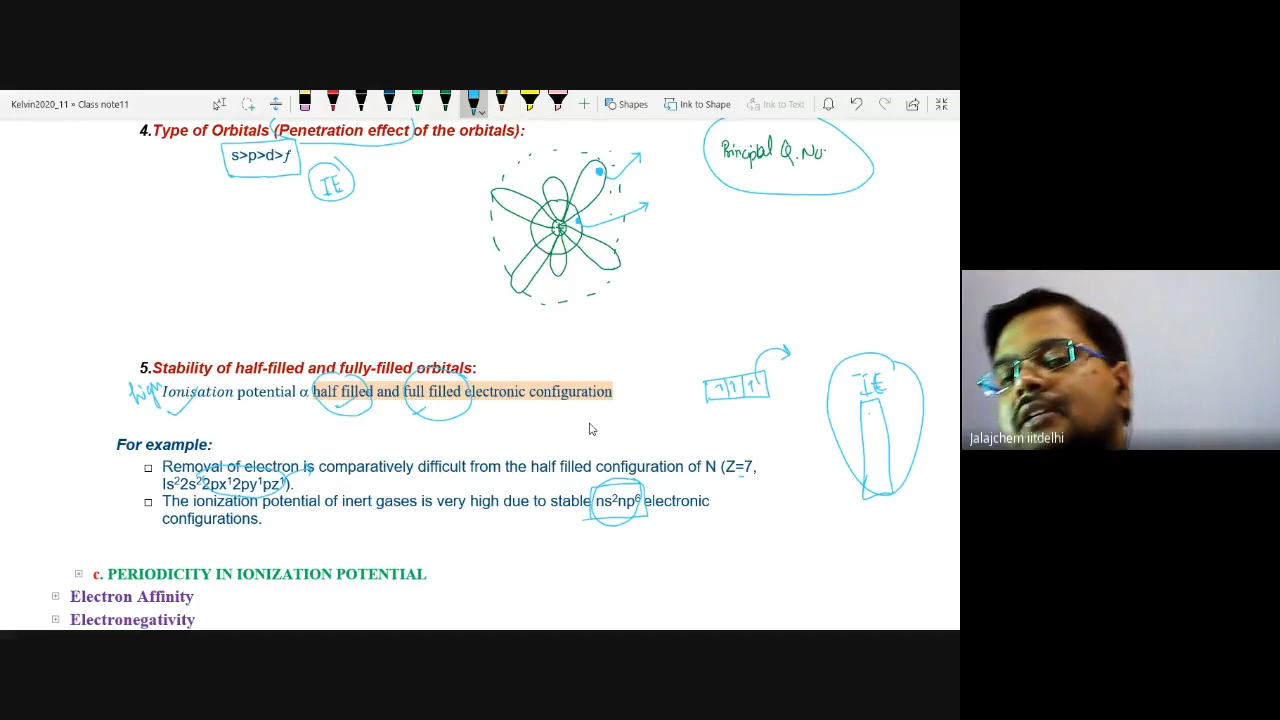 Kelvin2020_11 » Class note11
Shapes
Ink to Shape
Ink to Text
4.Type of Orbitals (Penetration effect of the orbitals):
s>p>d>f
IE
Principal Q. No.
5.Stability of half-filled and fully-filled orbitals:
high
Ionisation potential α half filled and full filled electronic configuration
IE
For example:
Removal of electron is comparatively difficult from the half filled configuration of N (Z=7,
Is²2s²2px¹2py¹pz¹).
The ionization potential of inert gases is very high due to stable ns²np⁶ electronic
configurations.
c. PERIODICITY IN IONIZATION POTENTIAL
Electron Affinity
Electronegativity
Jalajchem iitdelhi